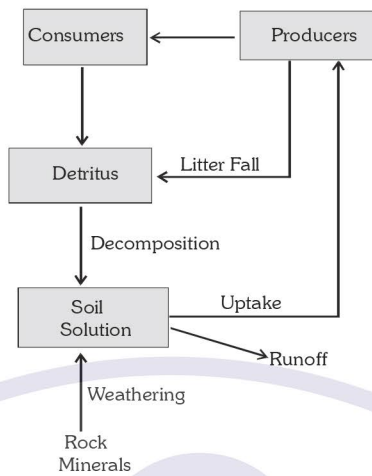 Consumers
Producers
Litter Fall
Detritus
Decomposition
Soil
Solution
Uptake
Runoff
Weathering
Rock
Minerals